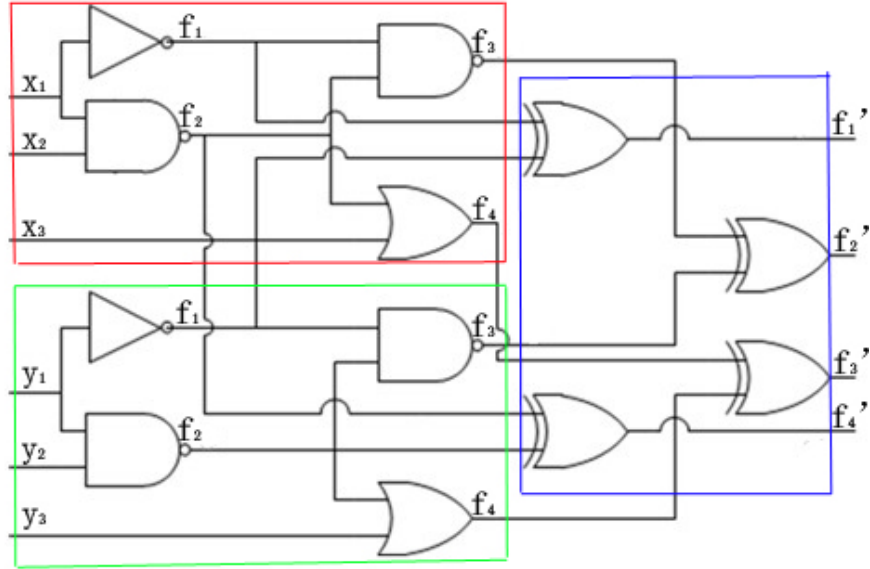 f₁
f₃
x₁
f₂
x₂
f₁’
x₃
f₄
f₂’
f₁
f₃
y₁
f₃’
f₂
f₄’
y₂
y₃
f₄